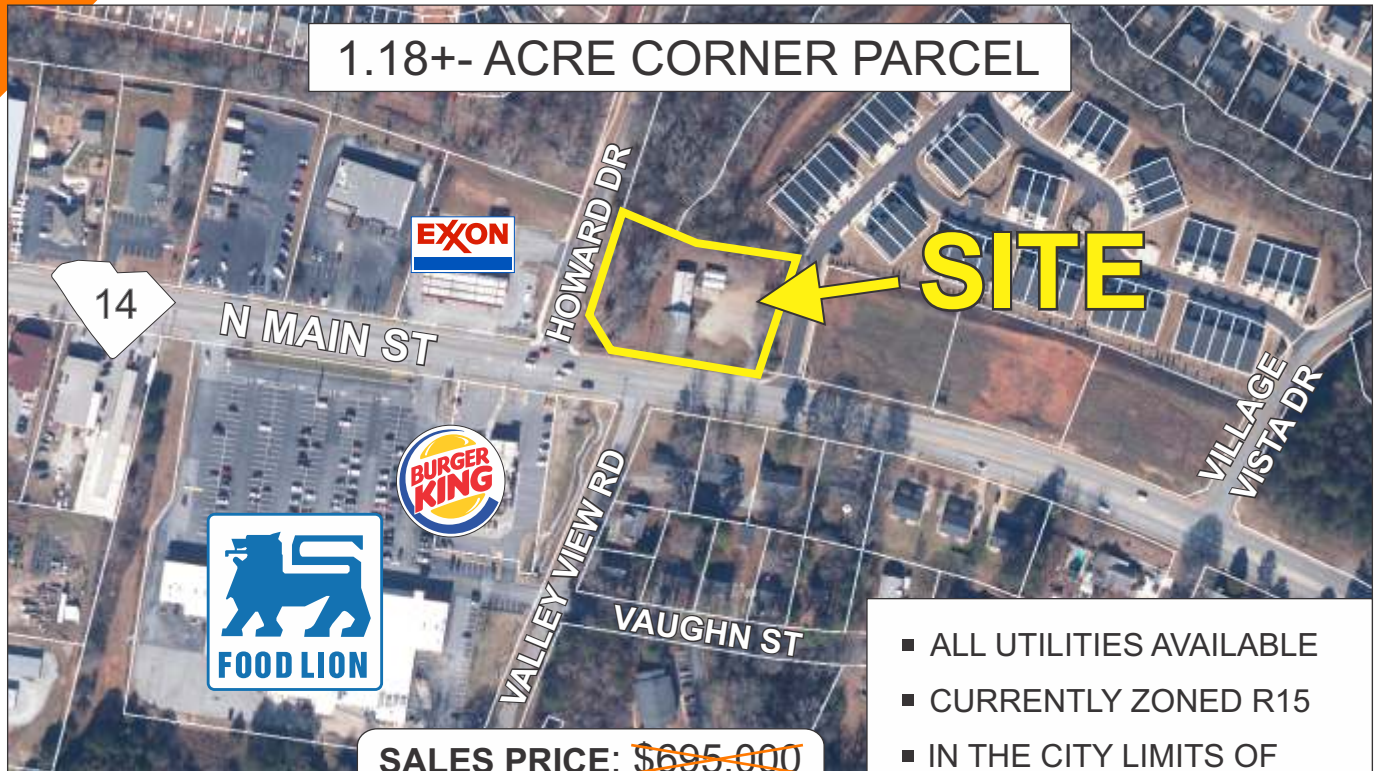 1.18+- ACRE CORNER PARCEL
HOWARD DR
EXXON
SITE
14
N MAIN ST
VILLAGE
VISTA DR
BURGER
KING
VALLEY VIEW RD
FOOD LION
VAUGHN ST
▪ ALL UTILITIES AVAILABLE
▪ CURRENTLY ZONED R15
▪ IN THE CITY LIMITS OF
SALES PRICE: $695,000